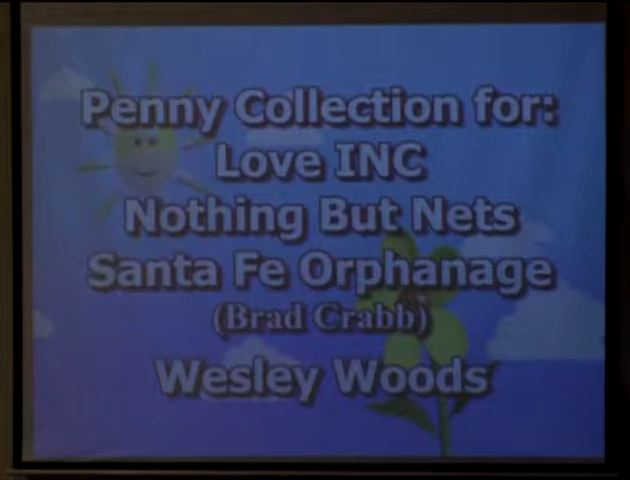 Penny Collection for:
Love INC
Nothing But Nets
Santa Fe Orphanage
(Brad Crabb)
Wesley Woods